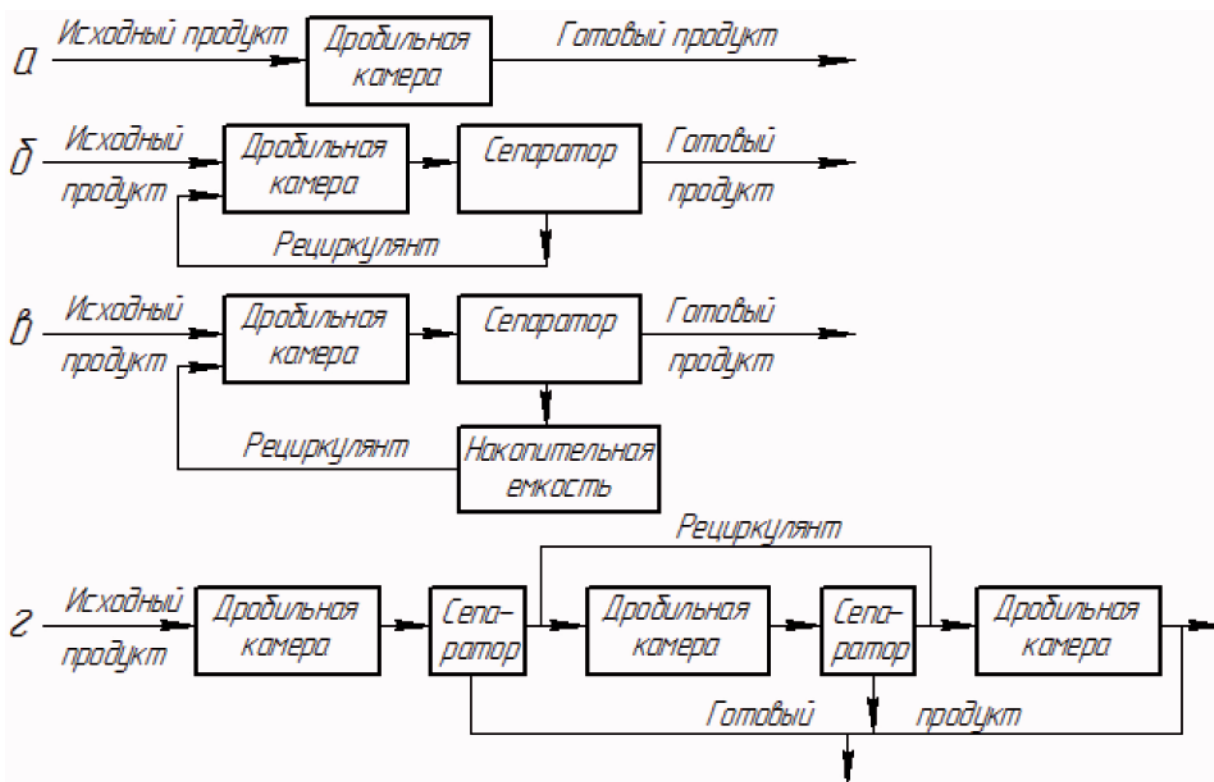 а
Исходный продукт
Дробильная
камера
Готовый продукт
б
Исходный
продукт
Дробильная
камера
Сепаратор
Готовый
продукт
Рециркулянт
в
Исходный
продукт
Дробильная
камера
Сепаратор
Готовый
продукт
Рециркулянт
Накопительная
емкость
Рециркулянт
г
Исходный
продукт
Дробильная
камера
Сепа-
ратор
Дробильная
камера
Сепа-
ратор
Дробильная
камера
Готовый продукт